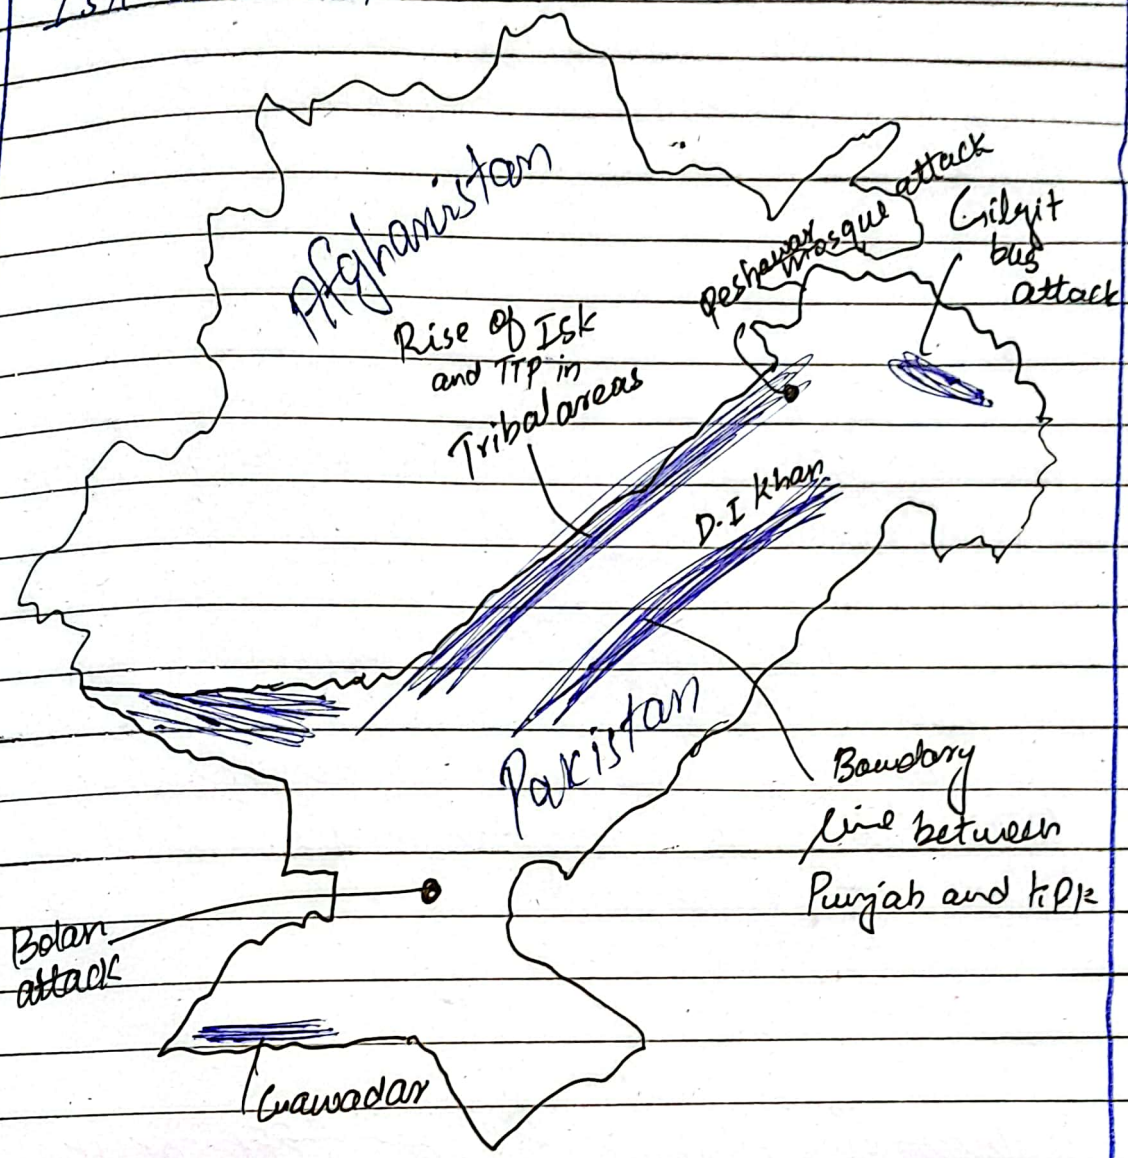 Afghanistan
attack
Peshawar
mosque
Gilgit
bus
attack
Rise of Isk
and TTP in
Tribal areas
D.I Khan
Pakistan
Boundary
line between
Punjab and KPK
Bolan
attack
Guawadar